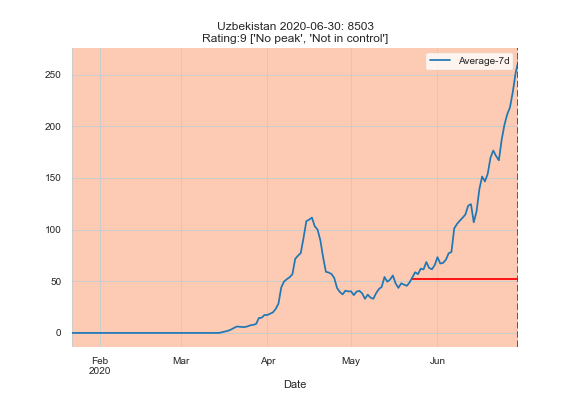 Uzbekistan 2020-06-30: 8503
Rating:9 ['No peak', 'Not in control']
Average-7d
250
200
150
100
50
0
Feb
2020
Mar
Apr
May
Jun
Date